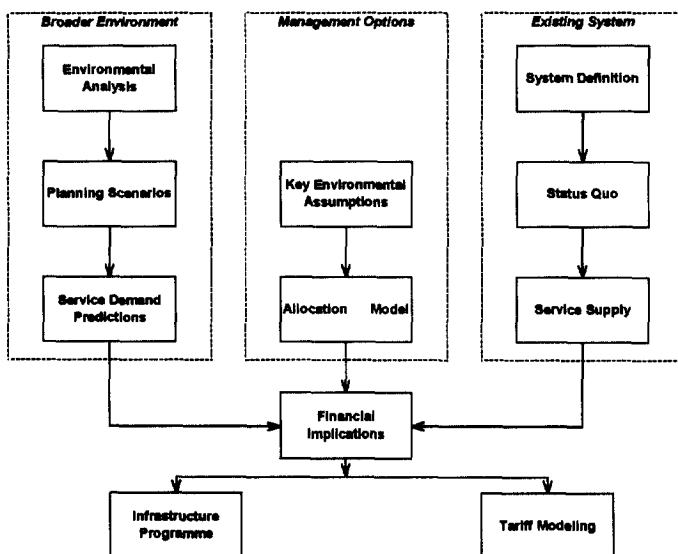 Broader Environment
Management Options
Existing System
Environmental
Analysis
System Definition
Planning Scenarios
Key Environmental
Assumptions
Status Quo
Service Demand
Predictions
Allocation Model
Service Supply
Financial
Implications
Infrastructure
Programme
Tariff Modeling